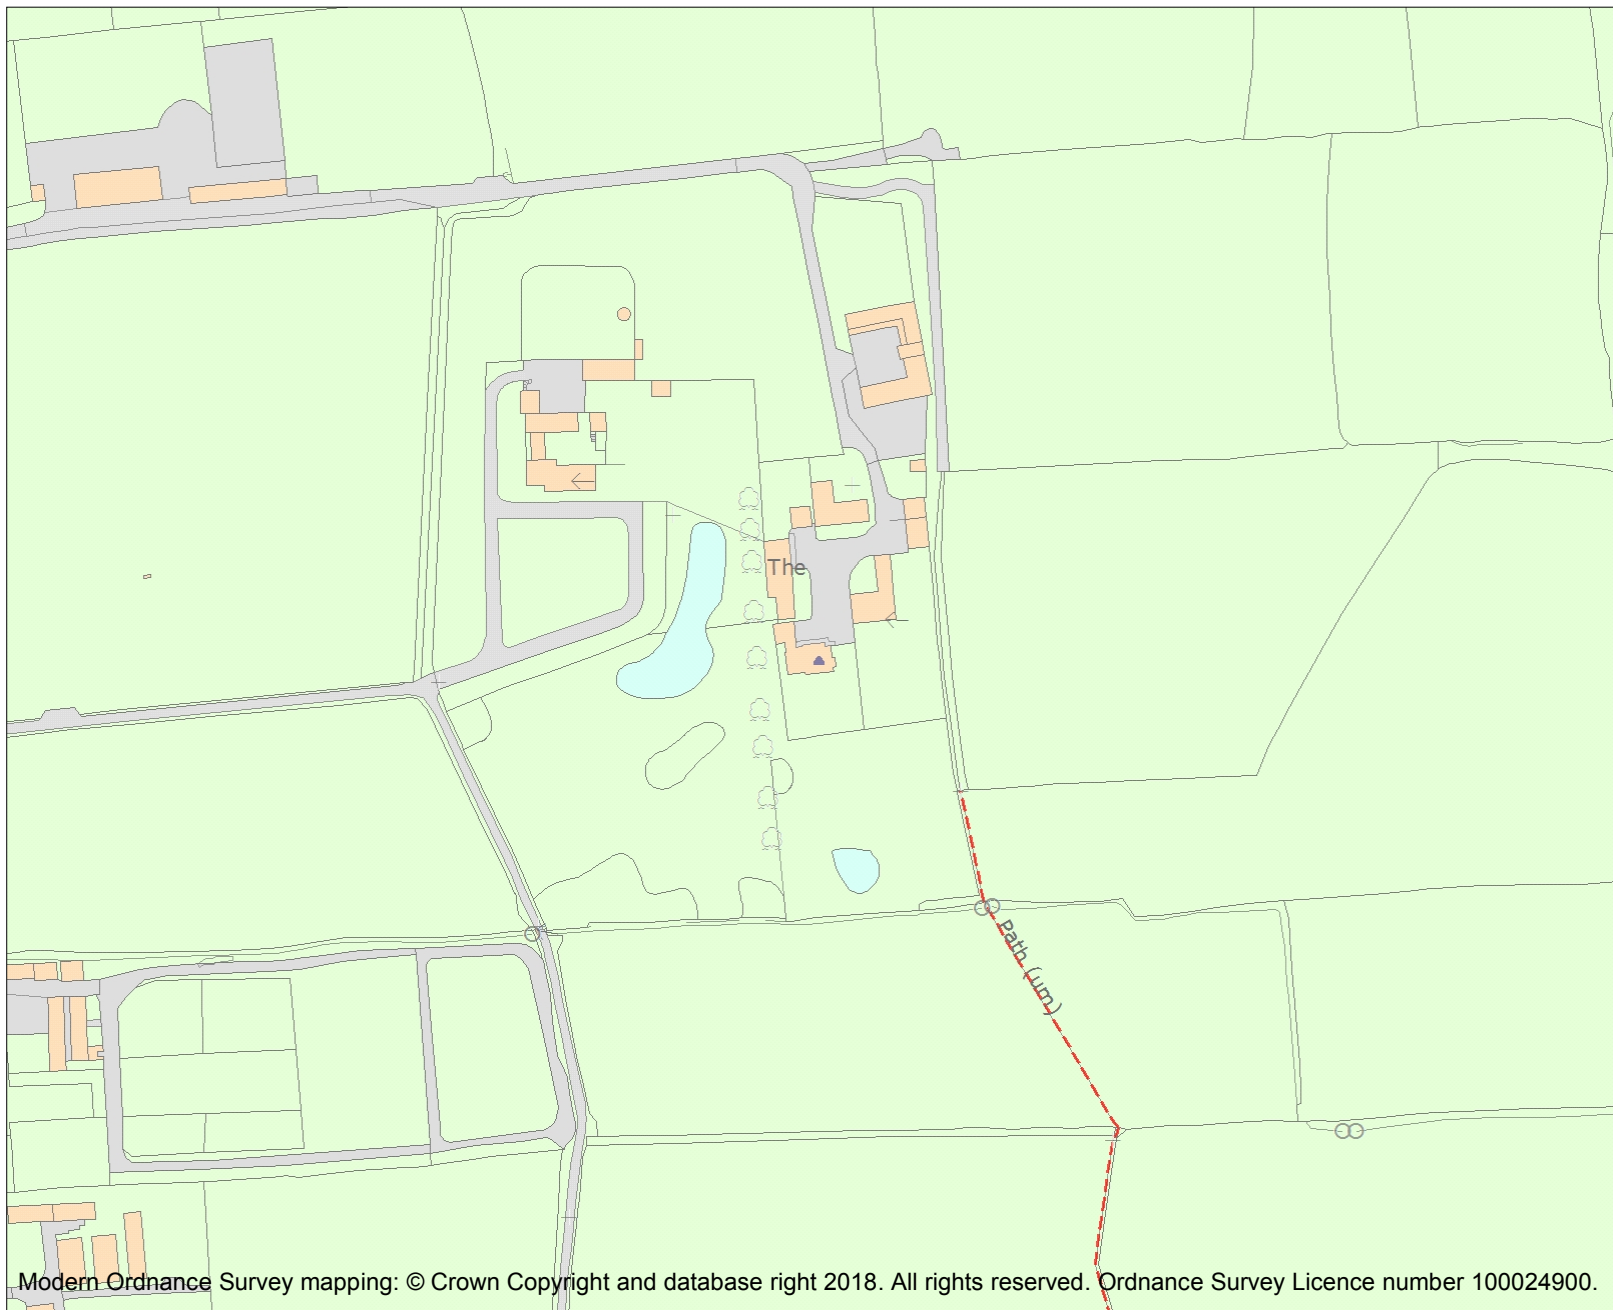 The
Path (um)
Modern Ordnance Survey mapping: © Crown Copyright and database right 2018. All rights reserved. Ordnance Survey Licence number 100024900.